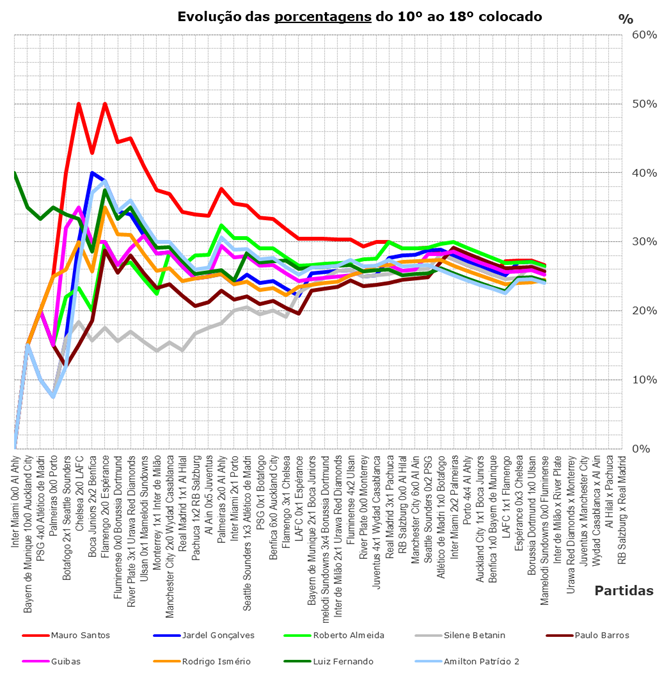 Evolução das porcentagens do 10º ao 18º colocado
%
60%
50%
40%
30%
20%
10%
0%
Inter Miami 0x0 Al Ahly
Bayern de Munique 10x0 Auckland City
PSG 4x0 Atlético de Madri
Palmeiras 0x0 Porto
Botafogo 2x1 Seattle Sounders
Chelsea 2x0 LAFC
Boca Juniors 2x2 Benfica
Flamengo 2x0 Espérance
Fluminense 0x0 Borussia Dortmund
River Plate 3x1 Urawa Red Diamonds
Ulsan 0x1 Mamelodi Sundowns
Monterrey 1x1 Inter de Milão
Manchester City 2x0 Wydad Casablanca
Real Madrid 1x1 Al Hilal
Pachuca 1x2 RB Salzburg
Al Ain 0x5 Juventus
Palmeiras 2x0 Al Ahly
Inter Miami 2x1 Porto
Seattle Sounders 1x3 Atlético de Madri
PSG 0x1 Botafogo
Benfica 6x0 Auckland City
Flamengo 3x1 Chelsea
LAFC 0x1 Espérance
Bayern de Munique 2x1 Boca Juniors
melodi Sundowns 3x4 Borussia Dortmund
Inter de Milão 2x1 Urawa Red Diamonds
Fluminense 4x2 Ulsan
River Plate 0x0 Monterrey
Juventus 4x1 Wydad Casablanca
Real Madrid 3x1 Pachuca
RB Salzburg 0x0 Al Hilal
Manchester City 6x0 Al Ain
Seattle Sounders 0x2 PSG
Atlético de Madri 1x0 Botafogo
Inter Miami 2x2 Palmeiras
Porto 4x4 Al Ahly
Auckland City 1x1 Boca Juniors
Benfica 1x0 Bayern de Munique
LAFC 1x1 Flamengo
Espérance 0x3 Chelsea
Borussia Dortmund 1x0 Ulsan
Mamelodi Sundowns 0x0 Fluminense
Inter de Milão x River Plate
Urawa Red Diamonds x Monterrey
Juventus x Manchester City
Wydad Casablanca x Al Ain
Al Hilal x Pachuca
RB Salzburg x Real Madrid
Partidas
Mauro Santos
Jardel Gonçalves
Roberto Almeida
Silene Betanin
Paulo Barros
Guibas
Rodrigo Ismério
Luiz Fernando
Amilton Patrício 2